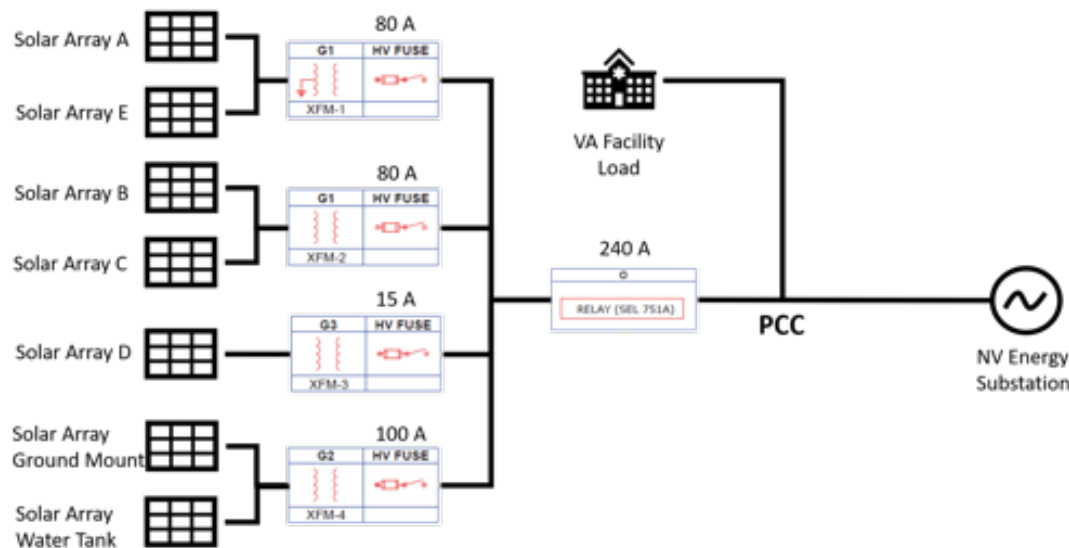 Solar Array A
80 A
G1 HV FUSE
XFM-1
Solar Array E
VA Facility
Load
Solar Array B
80 A
G1 HV FUSE
XFM-2
Solar Array C
240 A
O
RELAY (SEL 751A)
PCC
NV Energy
Substation
15 A
Solar Array D
G3 HV FUSE
XFM-3
Solar Array
Ground Mount
100 A
G2 HV FUSE
XFM-4
Solar Array
Water Tank